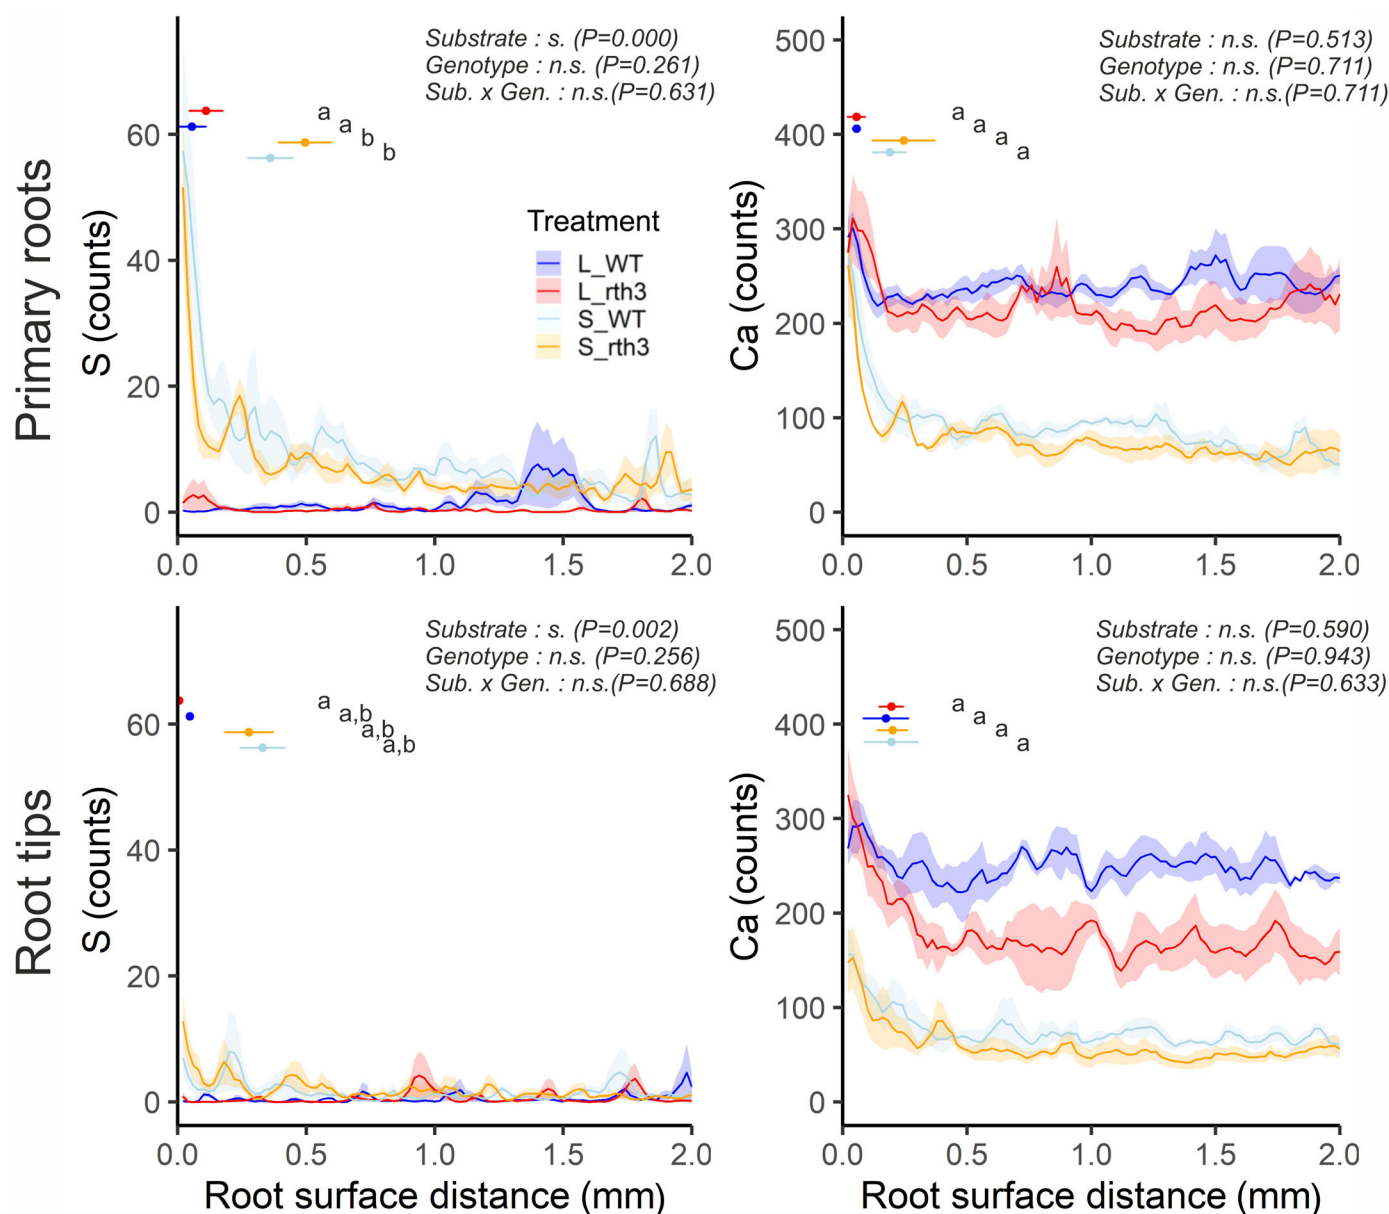 Primary roots
S (counts)
60
40
20
0
Substrate : s. (P=0.000)
Genotype : n.s. (P=0.261)
Sub. x Gen. : n.s.(P=0.631)
a
a
b
b
Treatment
L_WT
L_rth3
S_WT
S_rth3
0.0 0.5 1.0 1.5 2.0
Ca (counts)
500
400
300
200
100
0
Substrate : n.s. (P=0.513)
Genotype : n.s. (P=0.711)
Sub. x Gen. : n.s.(P=0.711)
a
a
a
a
0.0 0.5 1.0 1.5 2.0
Root tips
S (counts)
60
40
20
0
Substrate : s. (P=0.002)
Genotype : n.s. (P=0.256)
Sub. x Gen. : n.s.(P=0.688)
a
a,b
a,b
a,b
0.0 0.5 1.0 1.5 2.0
Root surface distance (mm)
Ca (counts)
500
400
300
200
100
0
Substrate : n.s. (P=0.590)
Genotype : n.s. (P=0.943)
Sub. x Gen. : n.s.(P=0.633)
a
a
a
a
0.0 0.5 1.0 1.5 2.0
Root surface distance (mm)